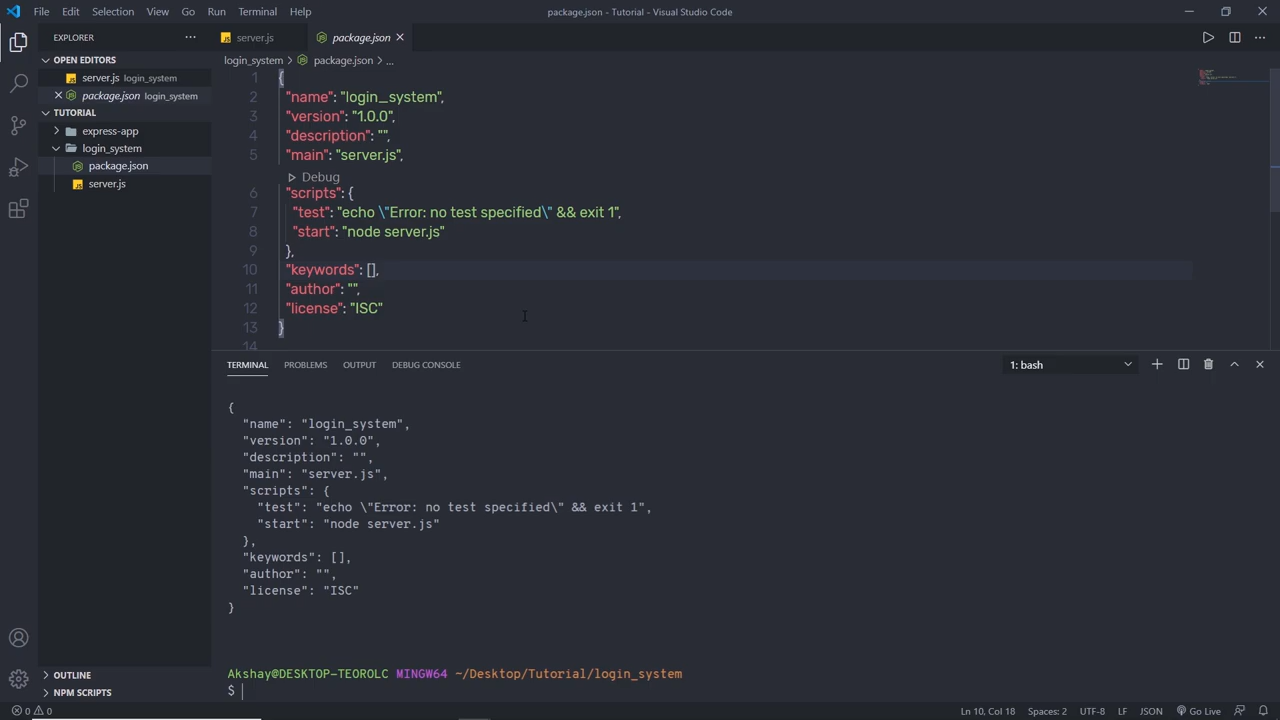 File Edit Selection View Go Run Terminal Help
package.json - Tutorial - Visual Studio Code
EXPLORER
OPEN EDITORS
server.js login_system
package.json login_system
TUTORIAL
express-app
login_system
package.json
server.js
OUTLINE
NPM SCRIPTS
server.js package.json
login_system > package.json > ...
1 {
2 "name": "login_system",
3 "version": "1.0.0",
4 "description": "",
5 "main": "server.js",
Debug
6 "scripts": {
7 "test": "echo \"Error: no test specified\" && exit 1",
8 "start": "node server.js"
9 },
10 "keywords": [],
11 "author": "",
12 "license": "ISC"
13 }
14
TERMINAL PROBLEMS OUTPUT DEBUG CONSOLE
1: bash
{
"name": "login_system",
"version": "1.0.0",
"description": "",
"main": "server.js",
"scripts": {
"test": "echo \"Error: no test specified\" && exit 1",
"start": "node server.js"
},
"keywords": [],
"author": "",
"license": "ISC"
}
Akshay@DESKTOP-TEOROLC MINGW64 ~/Desktop/Tutorial/login_system
$
0 0
Ln 10, Col 18 Spaces: 2 UTF-8 LF JSON Go Live